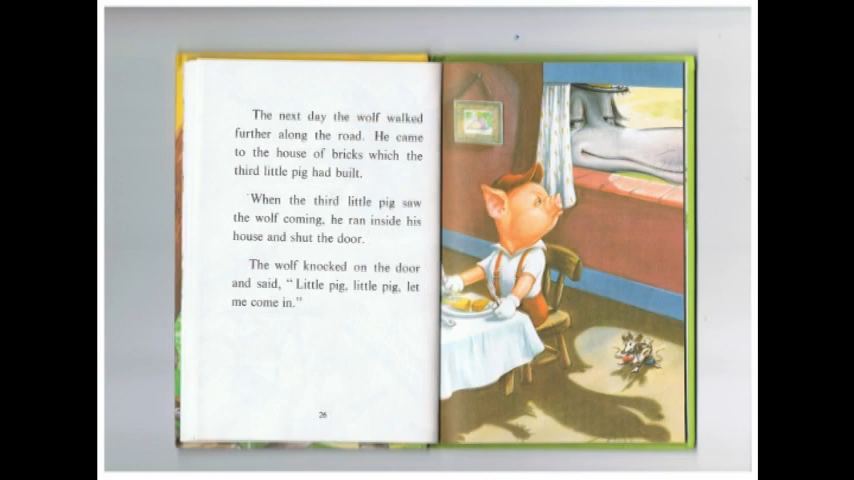 The next day the wolf walked
further along the road. He came
to the house of bricks which the
third little pig had built.
When the third little pig saw
the wolf coming, he ran inside his
house and shut the door.
The wolf knocked on the door
and said, “Little pig, little pig, let
me come in.”
26